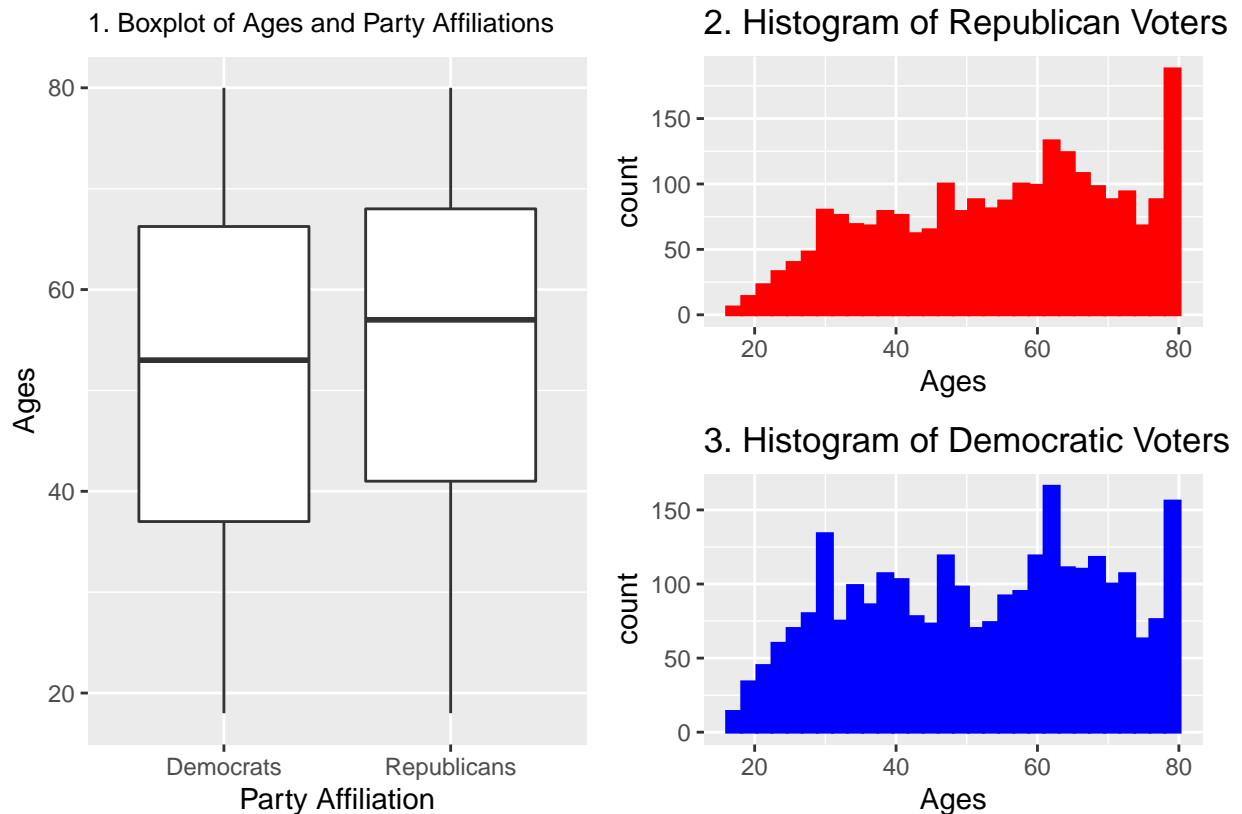 1. Boxplot of Ages and Party Affiliations
80
60
40
20
Ages
Democrats Republicans
Party Affiliation
2. Histogram of Republican Voters
150
100
50
0
count
20 40 60 80
Ages
3. Histogram of Democratic Voters
150
100
50
0
count
20 40 60 80
Ages